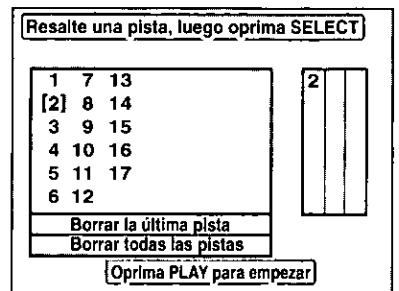 Resalte una pista, luego oprima SELECT
1 7 13 2
[2] 8 14
3 9 15
4 10 16
5 11 17
6 12
Borrar la última pista
Borrar todas las pistas
Oprima PLAY para empezar